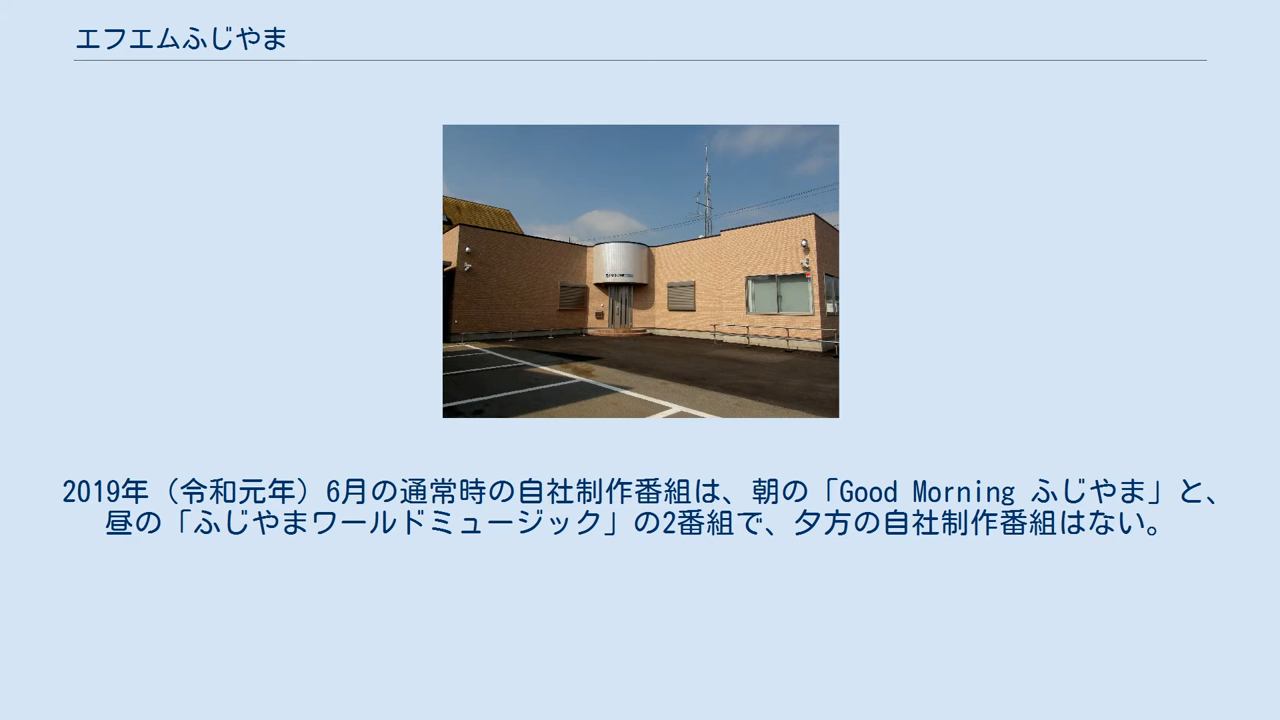 エフエムふじやま
2019年（令和元年）6月の通常時の自社制作番組は、朝の「Good Morning ふじやま」と、
昼の「ふじやまワールドミュージック」の2番組で、夕方の自社制作番組はない。